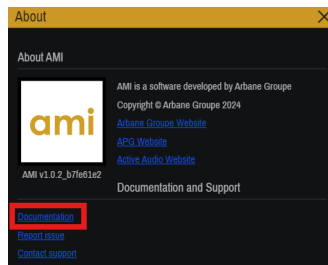 About
About AMI
ami
AMI is a software developed by Arbane Groupe
Copyright © Arbane Groupe 2024
Arbane Groupe Website
APG Website
Active Audio Website
AMI v1.0.2_b7fe61e2
Documentation and Support
Documentation
Report issue
Contact support